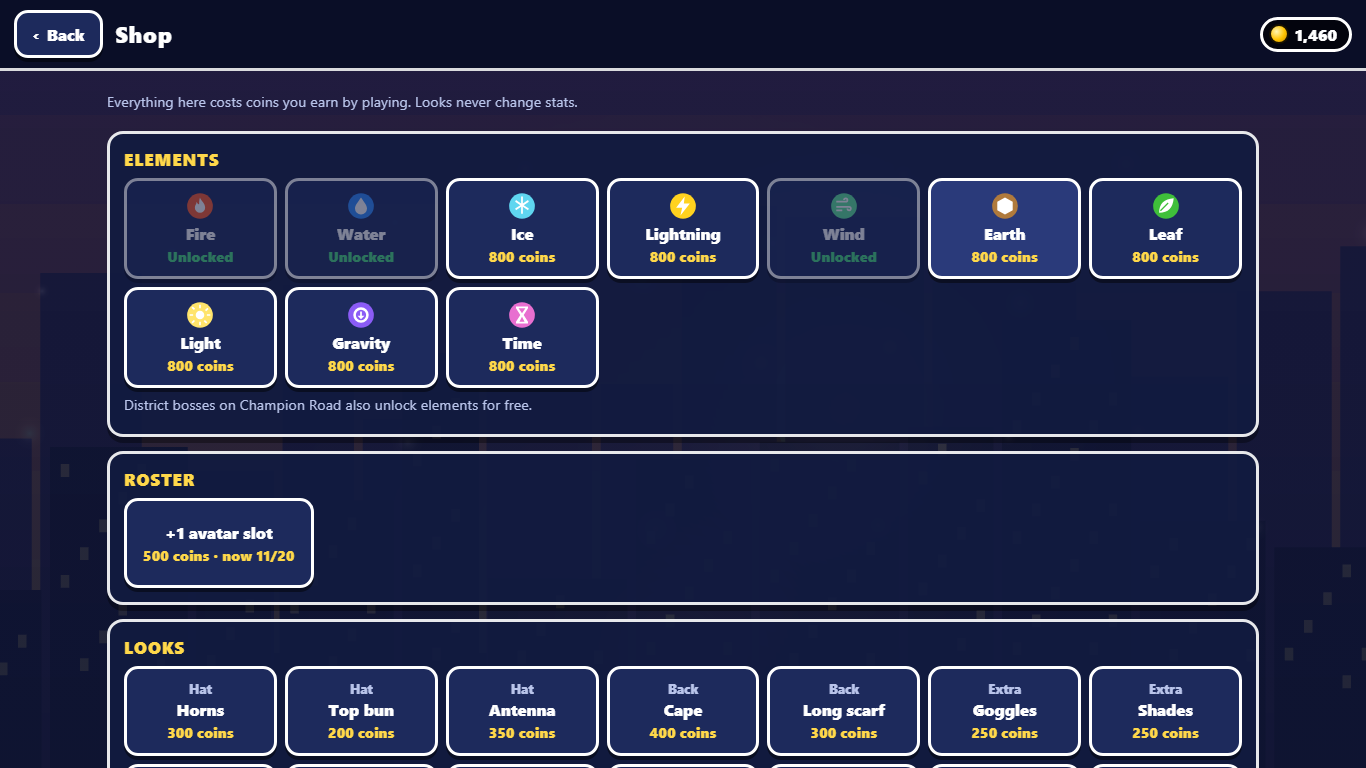 ‹ Back
Shop
1,460
Everything here costs coins you earn by playing. Looks never change stats.
ELEMENTS
Fire
Unlocked
Water
Unlocked
Ice
800 coins
Lightning
800 coins
Wind
Unlocked
Earth
800 coins
Leaf
800 coins
Light
800 coins
Gravity
800 coins
Time
800 coins
District bosses on Champion Road also unlock elements for free.
ROSTER
+1 avatar slot
500 coins · now 11/20
LOOKS
Hat
Horns
300 coins
Hat
Top bun
200 coins
Hat
Antenna
350 coins
Back
Cape
400 coins
Back
Long scarf
300 coins
Extra
Goggles
250 coins
Extra
Shades
250 coins